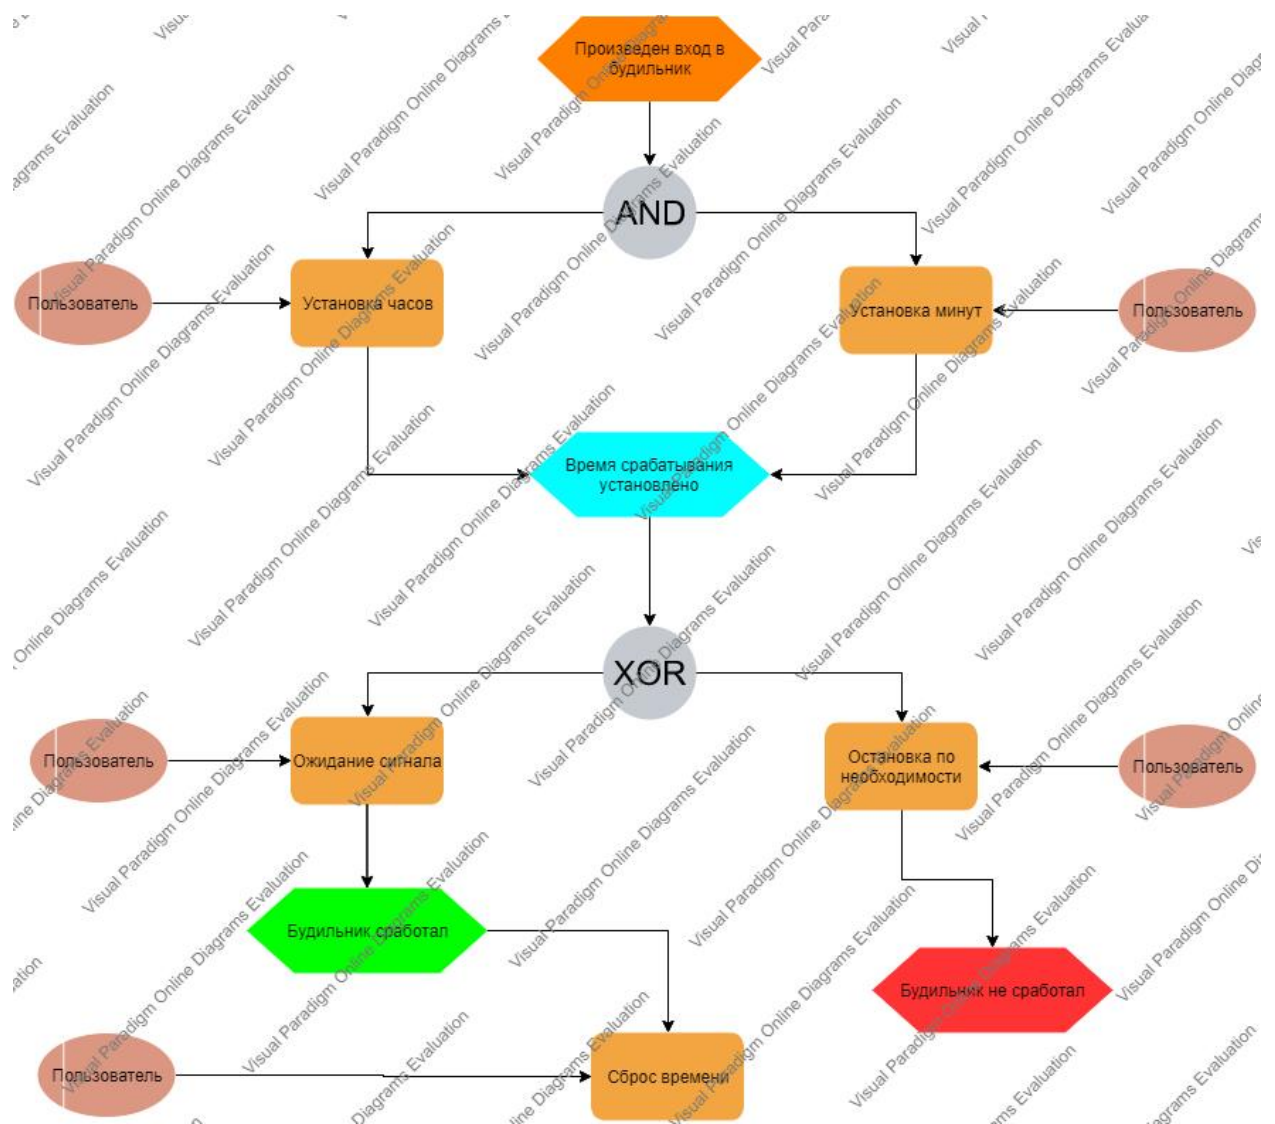 Произведен вход в
будильник
AND
Пользователь
Установка часов
Установка минут
Пользователь
Время срабатывания
установлено
XOR
Пользователь
Ожидание сигнала
Остановка по
необходимости
Пользователь
Будильник сработал
Будильник не сработал
Пользователь
Сброс времени
Visual Paradigm Online Diagrams Evaluation